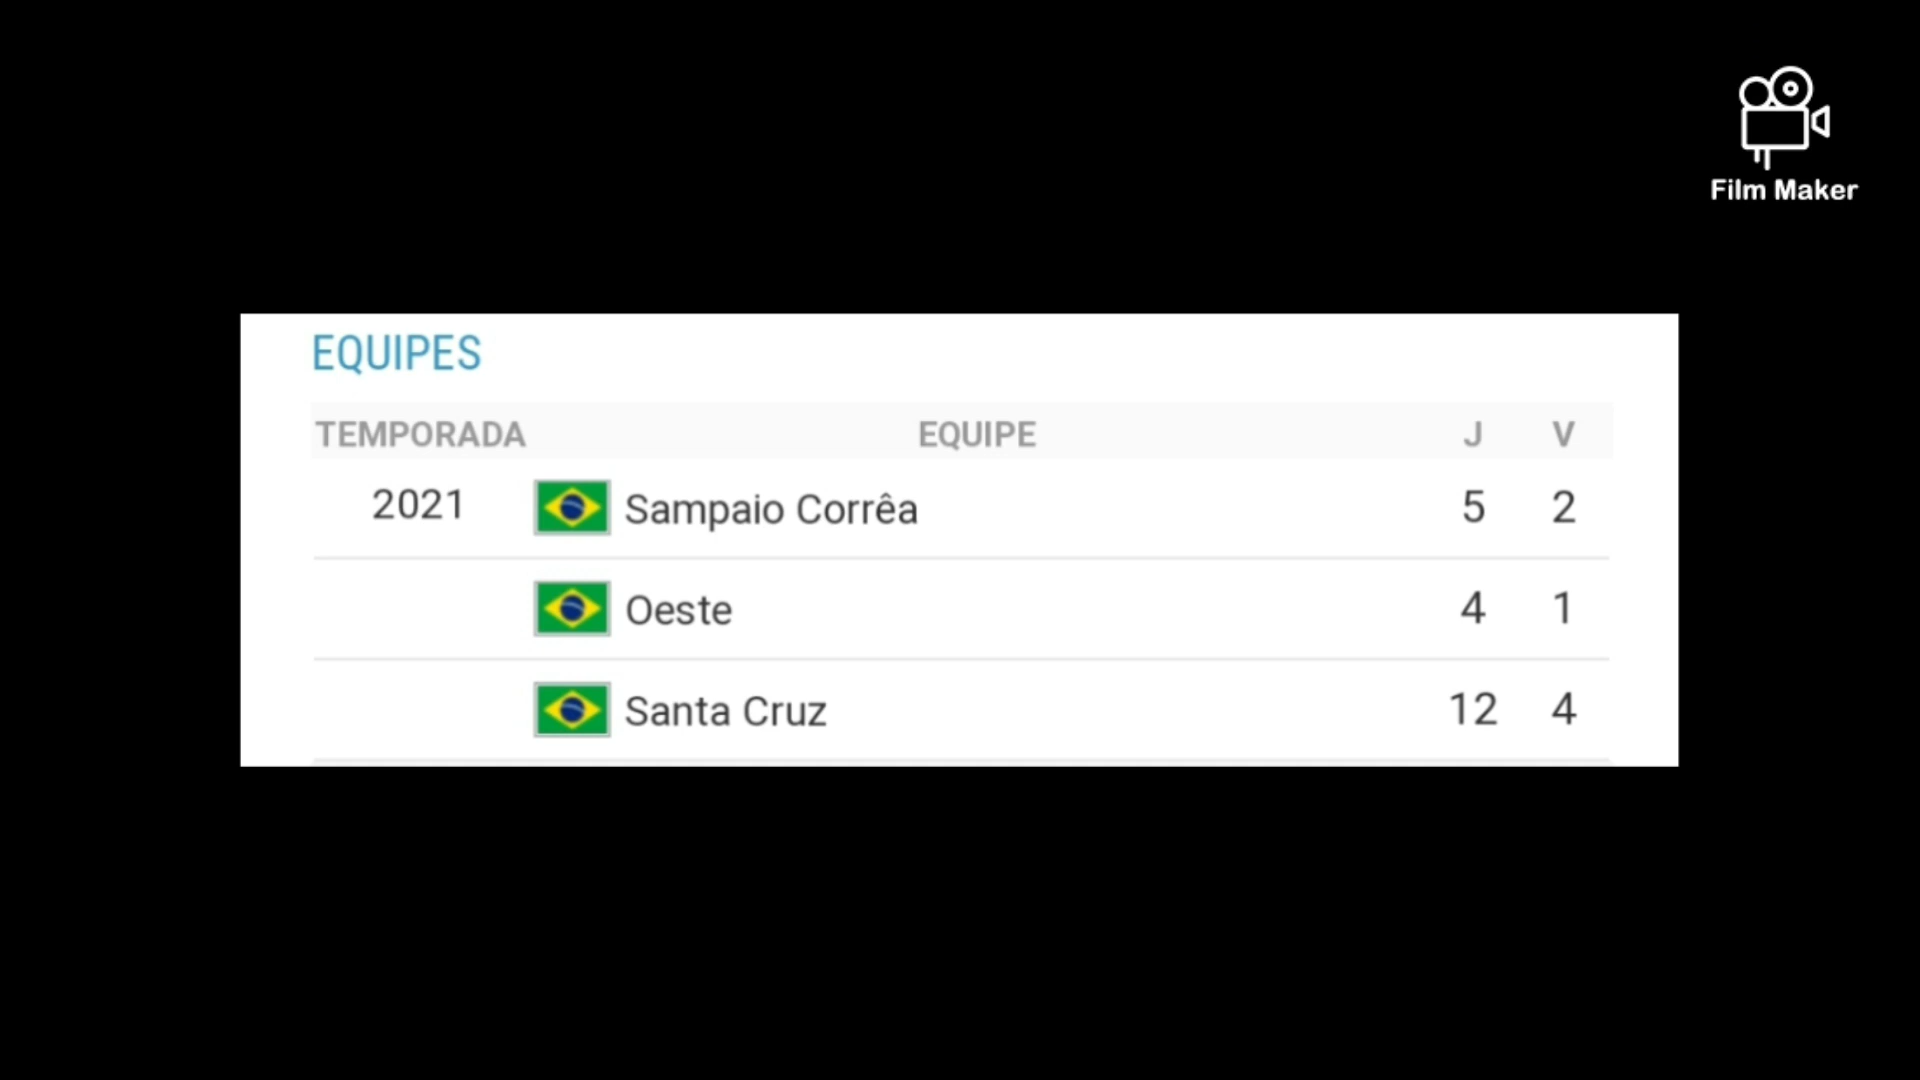 Film Maker
EQUIPES
TEMPORADA EQUIPE J V
2021 Sampaio Corrêa 5 2
Oeste 4 1
Santa Cruz 12 4